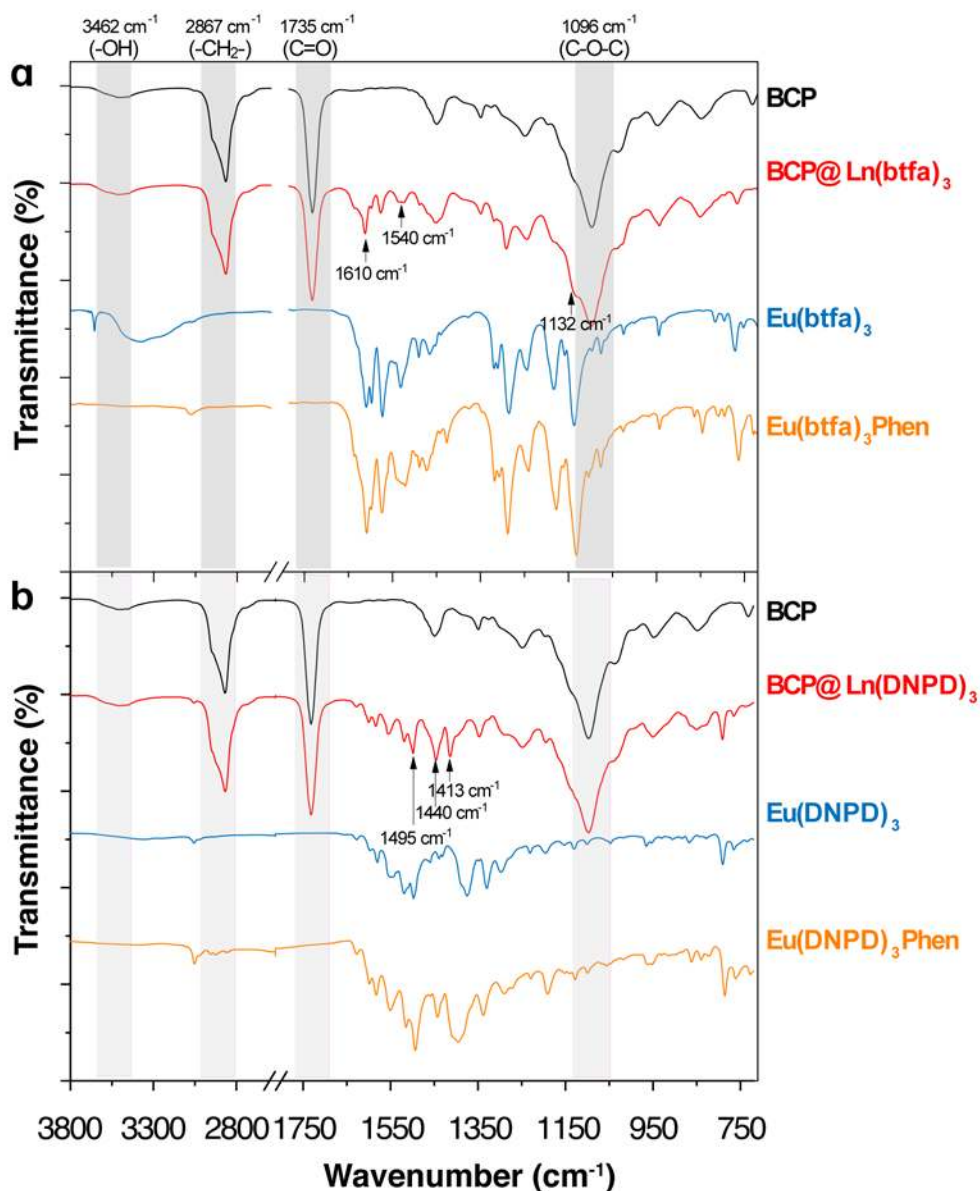 3462 cm⁻¹ 2867 cm⁻¹ 1735 cm⁻¹ 1096 cm⁻¹
(-OH) (-CH₂-) (C=O) (C-O-C)
a
BCP
BCP@Ln(btfa)₃
1540 cm⁻¹
1610 cm⁻¹
1132 cm⁻¹
Eu(btfa)₃
Eu(btfa)₃Phen
Transmittance (%)
b
BCP
BCP@Ln(DNPD)₃
1413 cm⁻¹
1440 cm⁻¹
1495 cm⁻¹
Eu(DNPD)₃
Eu(DNPD)₃Phen
Transmittance (%)
3800 3300 2800 1750 1550 1350 1150 950 750
Wavenumber (cm⁻¹)